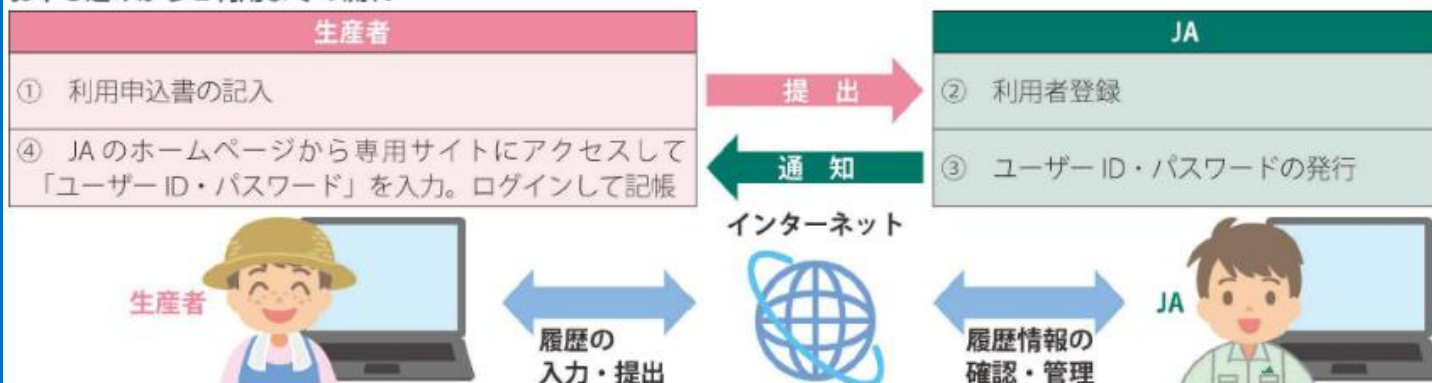 生産者
JA
① 利用申込書の記入
提 出
② 利用者登録
④ JAのホームページから専用サイトにアクセスして
「ユーザーID・パスワード」を入力。ログインして記帳
通 知
③ ユーザーID・パスワードの発行
インターネット
生産者
JA
履歴の
入力・提出
履歴情報の
確認・管理